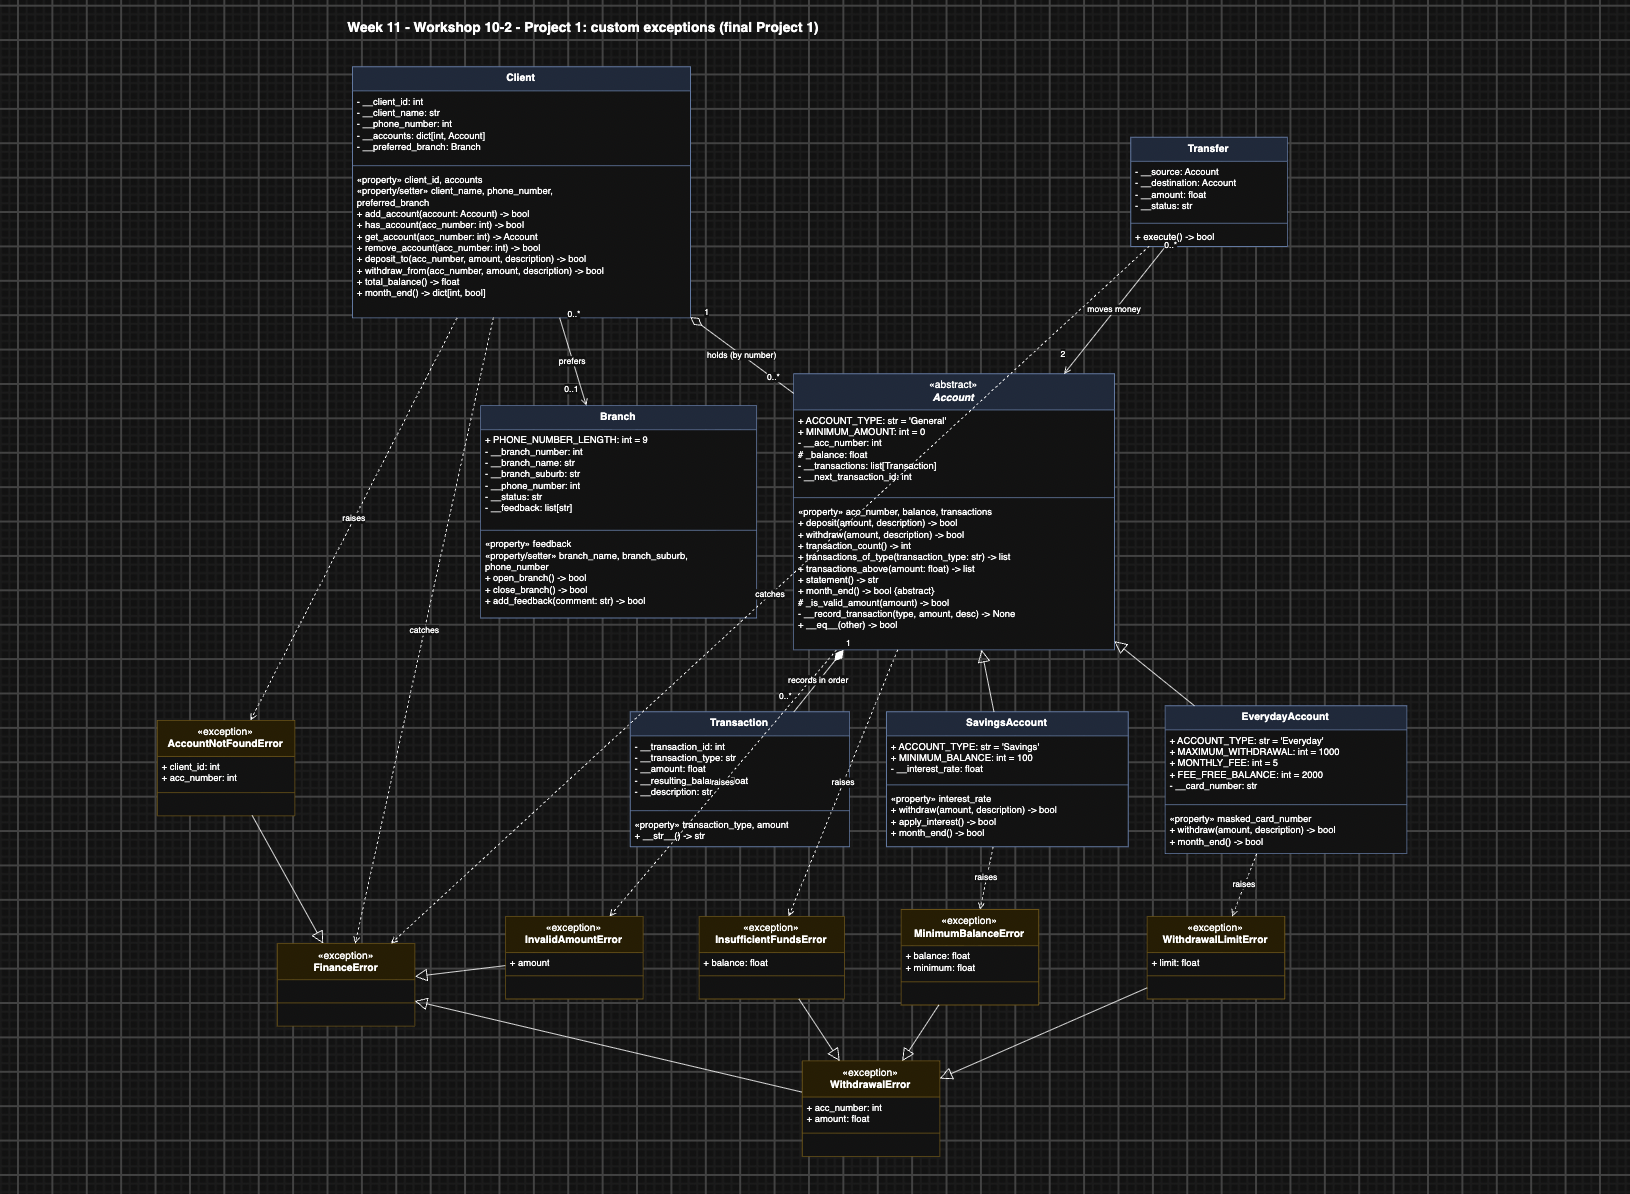 Week 11 - Workshop 10-2 - Project 1: custom exceptions (final Project 1)
Client
- __client_id: int
- __client_name: str
- __phone_number: int
- __accounts: dict[int, Account]
- __preferred_branch: Branch
«property» client_id, accounts
«property/setter» client_name, phone_number,
preferred_branch
+ add_account(account: Account) -> bool
+ has_account(acc_number: int) -> bool
+ get_account(acc_number: int) -> Account
+ remove_account(acc_number: int) -> bool
+ deposit_to(acc_number, amount, description) -> bool
+ withdraw_from(acc_number, amount, description) -> bool
+ total_balance() -> float
+ month_end() -> dict[int, bool]
Transfer
- __source: Account
- __destination: Account
- __amount: float
- __status: str
+ execute() -> bool
0..*
moves money
2
0..*
prefers
0..1
1
holds (by number)
0..*
Branch
+ PHONE_NUMBER_LENGTH: int = 9
- __branch_number: int
- __branch_name: str
- __branch_suburb: str
- __phone_number: int
- __status: str
- __feedback: list[str]
«property» feedback
«property/setter» branch_name, branch_suburb,
phone_number
+ open_branch() -> bool
+ close_branch() -> bool
+ add_feedback(comment: str) -> bool
«abstract»
Account
+ ACCOUNT_TYPE: str = 'General'
+ MINIMUM_AMOUNT: int = 0
- __acc_number: int
# _balance: float
- __transactions: list[Transaction]
- __next_transaction_id: int
«property» acc_number, balance, transactions
+ deposit(amount, description) -> bool
+ withdraw(amount, description) -> bool
+ transaction_count() -> int
+ transactions_of_type(transaction_type: str) -> list
+ transactions_above(amount: float) -> list
+ statement() -> str
+ month_end() -> bool {abstract}
# _is_valid_amount(amount) -> bool
- __record_transaction(type, amount, desc) -> None
+ __eq__(other) -> bool
raises
catches
catches
1
records in order
0..*
Transaction
- __transaction_id: int
- __transaction_type: str
- __amount: float
- __resulting_bala
oat
- __description: str
«property» transaction_type, amount
+ __str__() -> str
raises
raises
SavingsAccount
+ ACCOUNT_TYPE: str = 'Savings'
+ MINIMUM_BALANCE: int = 100
- __interest_rate: float
«property» interest_rate
+ withdraw(amount, description) -> bool
+ apply_interest() -> bool
+ month_end() -> bool
EverydayAccount
+ ACCOUNT_TYPE: str = 'Everyday'
+ MAXIMUM_WITHDRAWAL: int = 1000
+ MONTHLY_FEE: int = 5
+ FEE_FREE_BALANCE: int = 2000
- __card_number: str
«property» masked_card_number
+ withdraw(amount, description) -> bool
+ month_end() -> bool
raises
raises
«exception»
AccountNotFoundError
+ client_id: int
+ acc_number: int
«exception»
FinanceError
«exception»
InvalidAmountError
+ amount
«exception»
InsufficientFundsError
+ balance: float
«exception»
MinimumBalanceError
+ balance: float
+ minimum: float
«exception»
WithdrawalLimitError
+ limit: float
«exception»
WithdrawalError
+ acc_number: int
+ amount: float